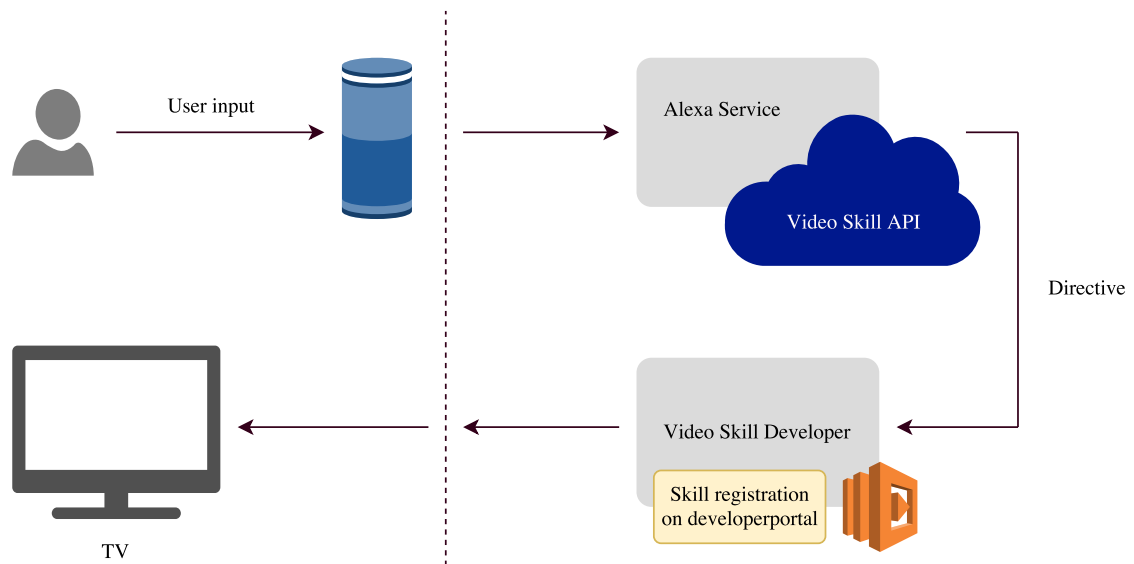 User input
Alexa Service
Video Skill API
Directive
Video Skill Developer
Skill registration
on developerportal
TV